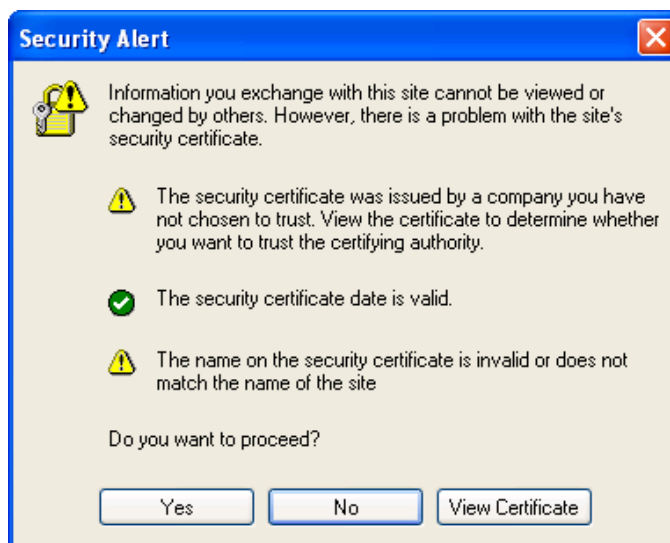 Security Alert
Information you exchange with this site cannot be viewed or
changed by others. However, there is a problem with the site's
security certificate.
The security certificate was issued by a company you have
not chosen to trust. View the certificate to determine whether
you want to trust the certifying authority.
The security certificate date is valid.
The name on the security certificate is invalid or does not
match the name of the site
Do you want to proceed?
Yes No View Certificate